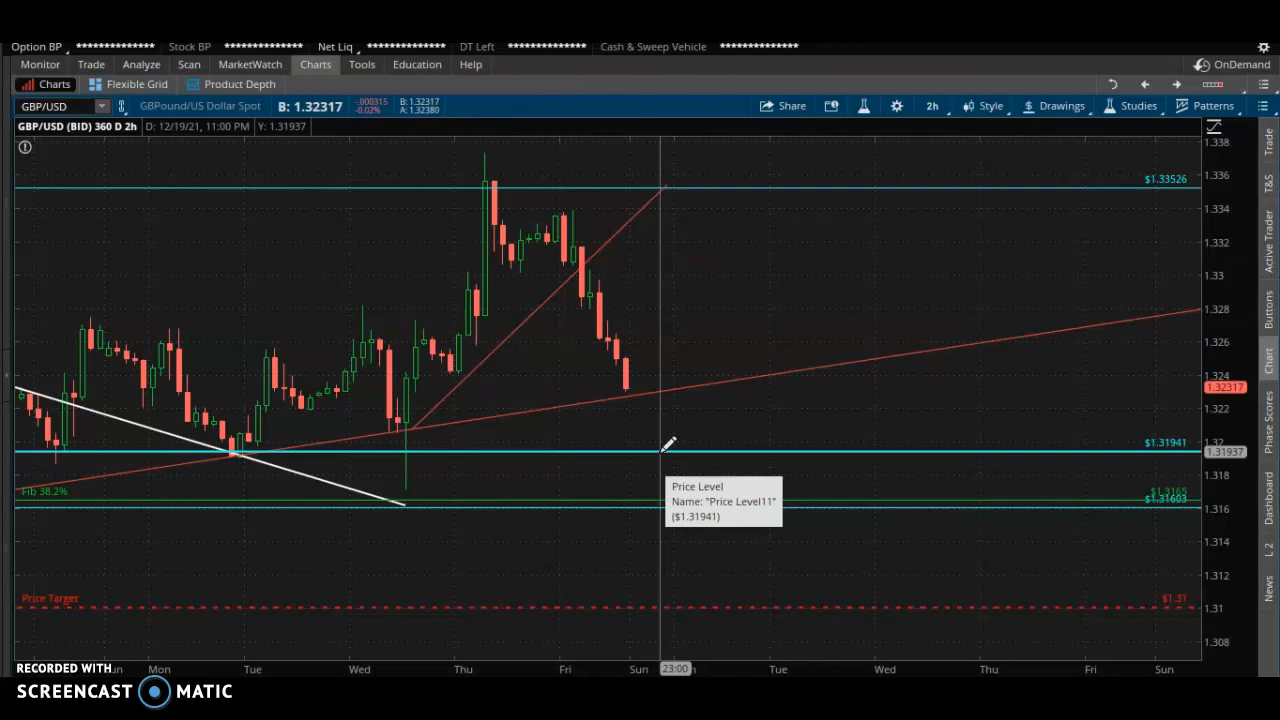 Option BP ************** Stock BP ************** Net Liq ************** DT Left ************** Cash & Sweep Vehicle **************
Monitor Trade Analyze Scan MarketWatch Charts Tools Education Help OnDemand
Charts Flexible Grid Product Depth
GBP/USD GBPound/US Dollar Spot B: 1.32317 -.000315 -0.02% B: 1.32317 A: 1.32380 Share 2h Style Drawings Studies Patterns
GBP/USD (BID) 360 D 2h D: 12/19/21, 11:00 PM Y: 1.31937
1.338
1.336
$1.33526
1.334
1.332
1.33
1.328
1.326
1.324
1.32317
1.322
$1.31941
1.32
1.31937
1.318
Fib 38.2% $1.3165
$1.31603
1.316
1.314
1.312
Price Target $1.31
1.31
1.308
Price Level
Name: "Price Level11"
($1.31941)
Mon Tue Wed Thu Fri Sun 23:00 Tue Wed Thu Fri Sun
Trade
T&S
Active Trader
Buttons
Chart
Phase Scores
Dashboard
L 2
News
RECORDED WITH
SCREENCAST MATIC